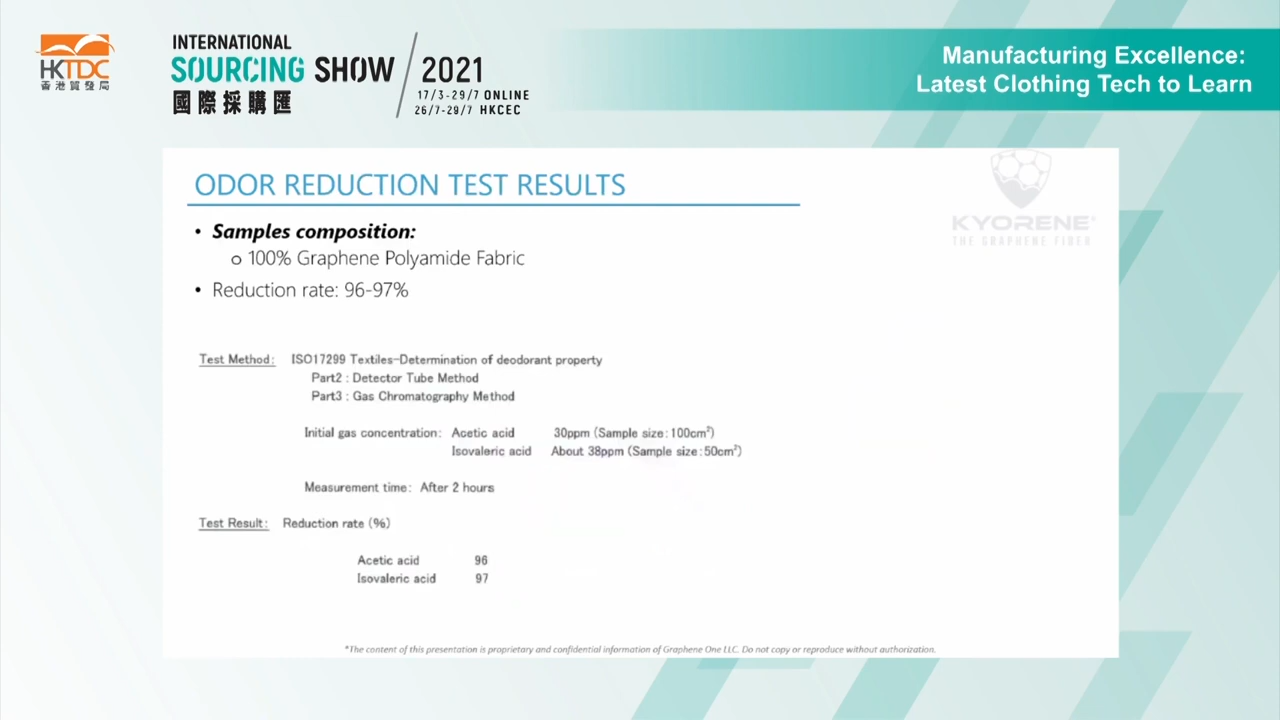 HKTDC
香港貿發局
INTERNATIONAL
SOURCING SHOW / 2021
國際採購匯
17/3-29/7 ONLINE
26/7-29/7 HKCEC
Manufacturing Excellence:
Latest Clothing Tech to Learn
ODOR REDUCTION TEST RESULTS
KYORENE®
THE GRAPHENE FIBER
• Samples composition:
o 100% Graphene Polyamide Fabric
• Reduction rate: 96-97%
Test Method: ISO17299 Textiles-Determination of deodorant property
Part2 : Detector Tube Method
Part3 : Gas Chromatography Method
Initial gas concentration: Acetic acid 30ppm (Sample size:100cm²)
Isovaleric acid About 38ppm (Sample size:50cm²)
Measurement time: After 2 hours
Test Result: Reduction rate (%)
Acetic acid 96
Isovaleric acid 97
*The content of this presentation is proprietary and confidential information of Graphene One LLC. Do not copy or reproduce without authorization.